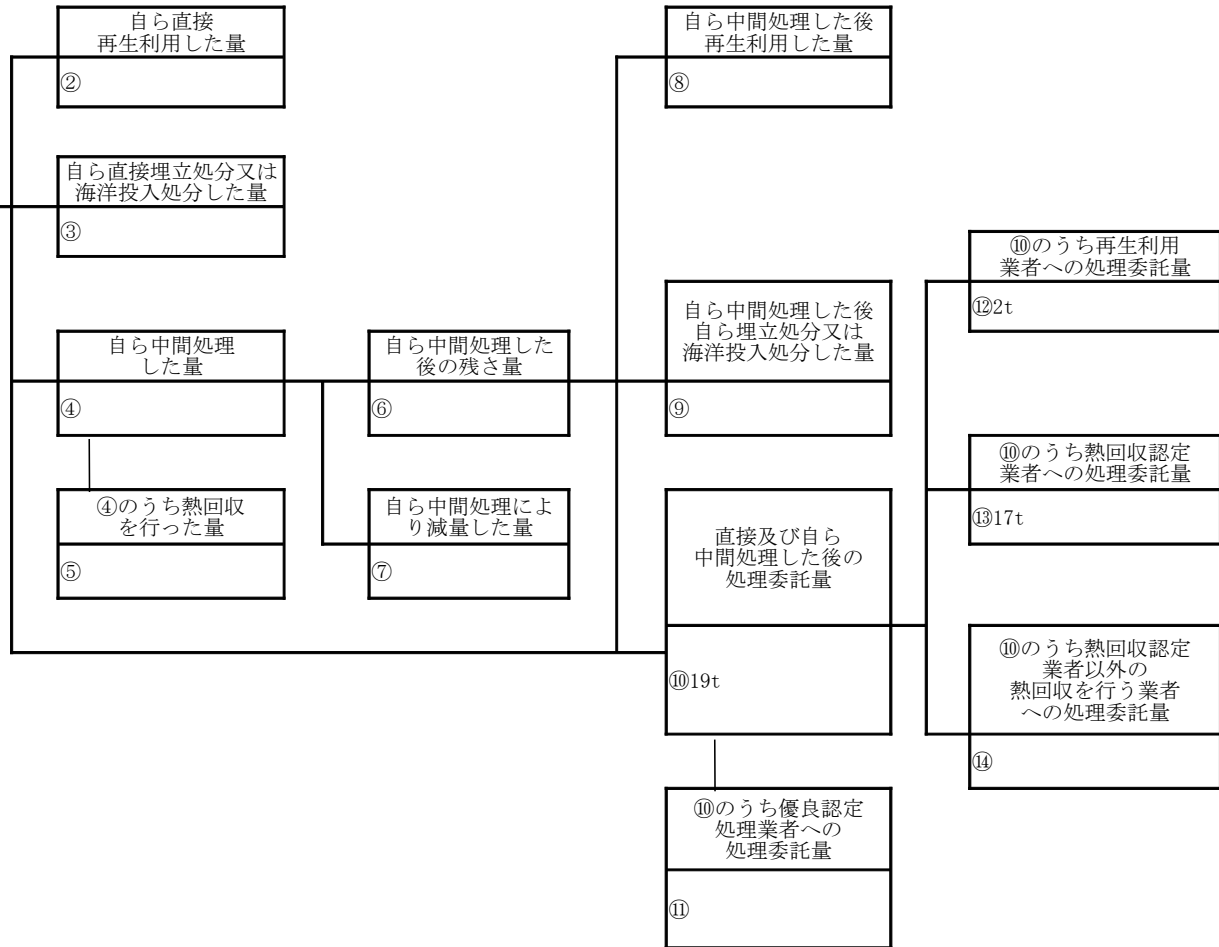 自ら直接
再生利用した量
②
自ら中間処理した後
再生利用した量
⑧
自ら直接埋立処分又は
海洋投入処分した量
③
⑩のうち再生利用
業者への処理委託量
⑫2t
自ら中間処理
した量
④
自ら中間処理した
後の残さ量
⑥
自ら中間処理した後
自ら埋立処分又は
海洋投入処分した量
⑨
⑩のうち熱回収認定
業者への処理委託量
⑬17t
④のうち熱回収
を行った量
⑤
自ら中間処理によ
り減量した量
⑦
直接及び自ら
中間処理した後の
処理委託量
⑩19t
⑩のうち熱回収認定
業者以外の
熱回収を行う業者
への処理委託量
⑭
⑩のうち優良認定
処理業者への
処理委託量
⑪